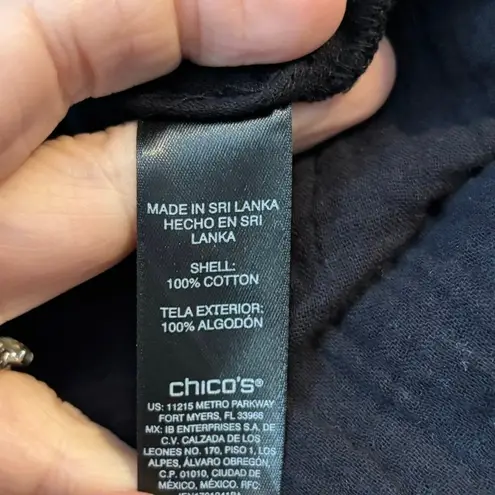 MADE IN SRI LANKA
HECHO EN SRI
LANKA
SHELL:
100% COTTON
TELA EXTERIOR:
100% ALGODÓN
chico's®
US: 11215 METRO PARKWAY
FORT MYERS, FL 33966
MX: IB ENTERPRISES S.A. DE
C.V. CALZADA DE LOS
LEONES NO. 170, PISO 1, LOS
ALPES, ÁLVARO OBREGÓN,
C.P. 01010, CIUDAD DE
MÉXICO, MÉXICO. RFC: